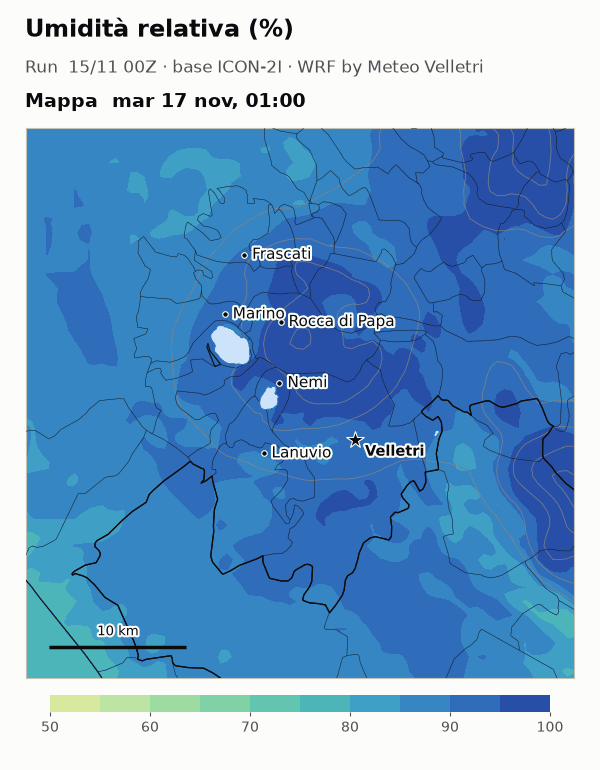 Umidità relativa (%)
Run  15/11 00Z · base ICON-2I · WRF by Meteo Velletri
Mappa  mar 17 nov, 01:00
Frascati
Marino
Rocca di Papa
Nemi
Velletri
Lanuvio
10 km
50 60 70 80 90 100